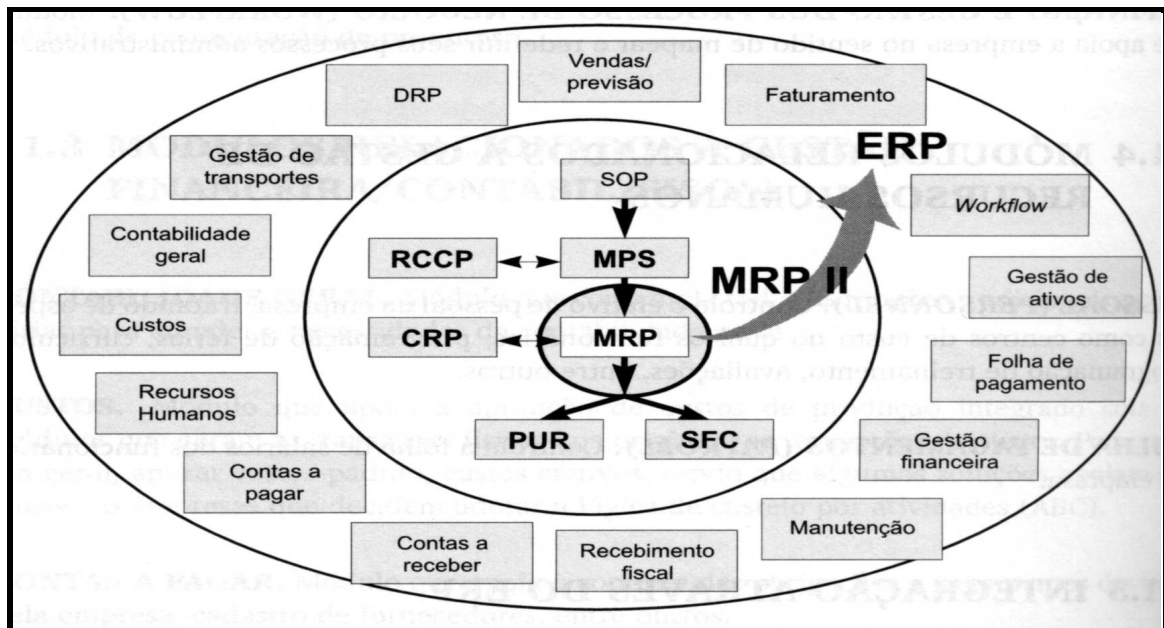 Vendas/
previsão
DRP
Faturamento
ERP
Gestão de
transportes
SOP
Workflow
Contabilidade
geral
RCCP
MPS
MRP II
Gestão de
ativos
Custos
CRP
MRP
Folha de
pagamento
Recursos
Humanos
PUR
SFC
Gestão
financeira
Contas a
pagar
Manutenção
Contas a
receber
Recebimento
fiscal